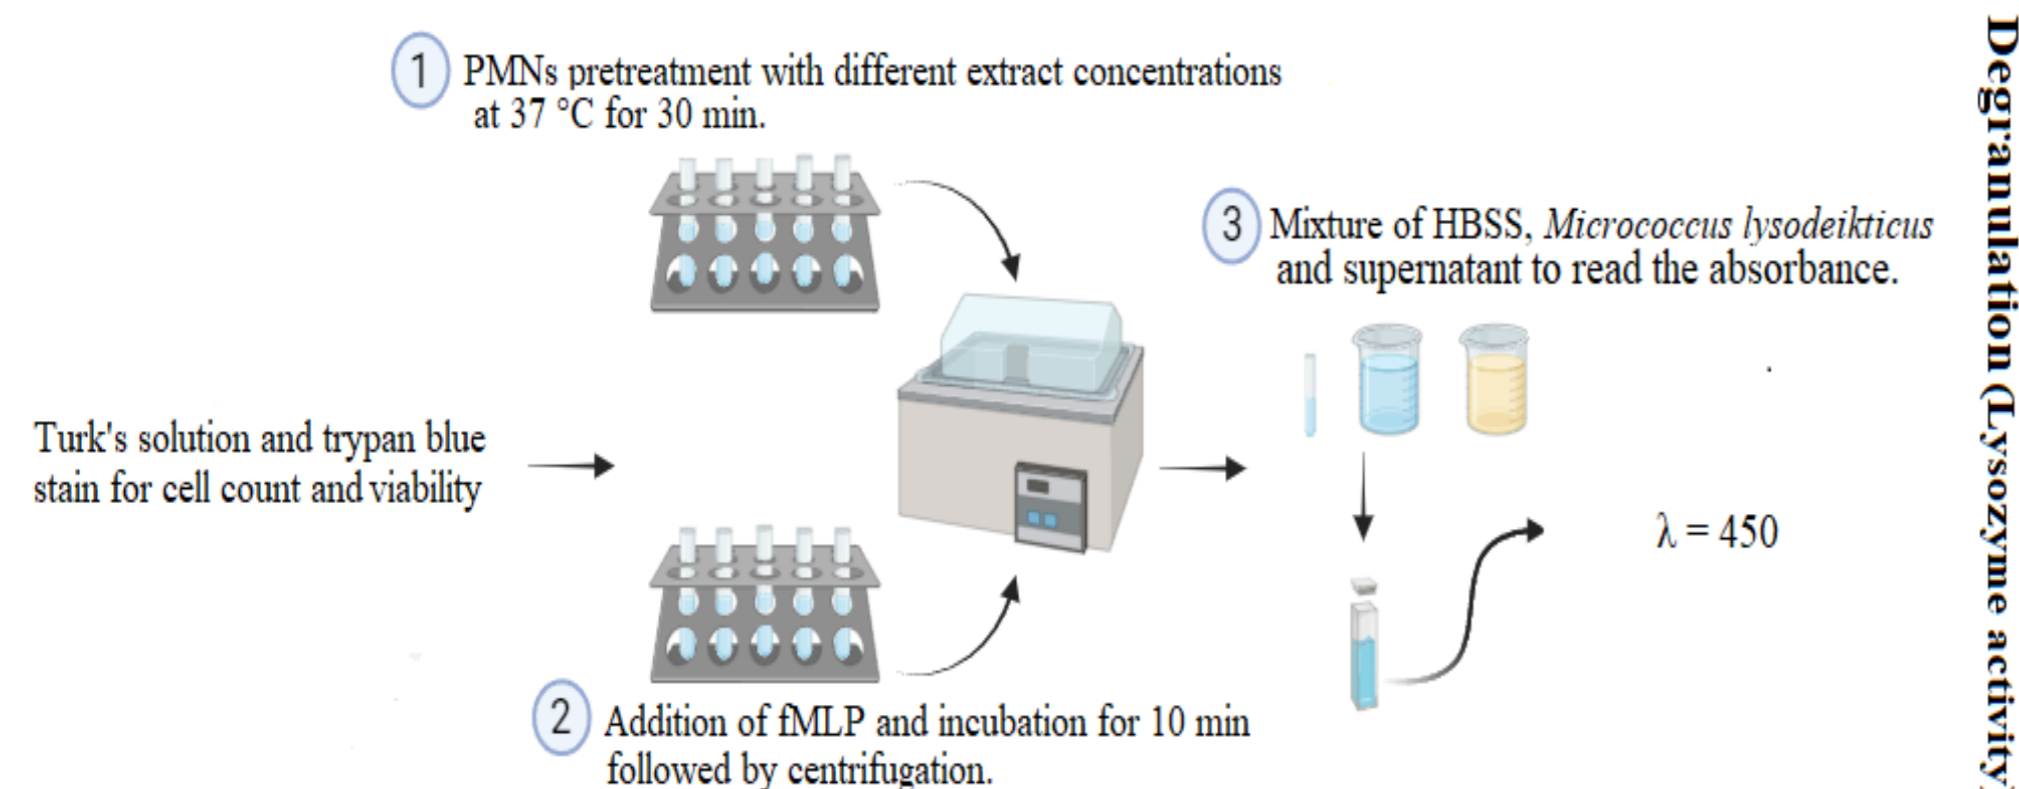 1 PMNs pretreatment with different extract concentrations
at 37 °C for 30 min.
Turk's solution and trypan blue
stain for cell count and viability
2 Addition of fMLP and incubation for 10 min
followed by centrifugation.
3 Mixture of HBSS, Micrococcus lysodeikticus
and supernatant to read the absorbance.
λ = 450
Degranulation (Lysozyme activity)